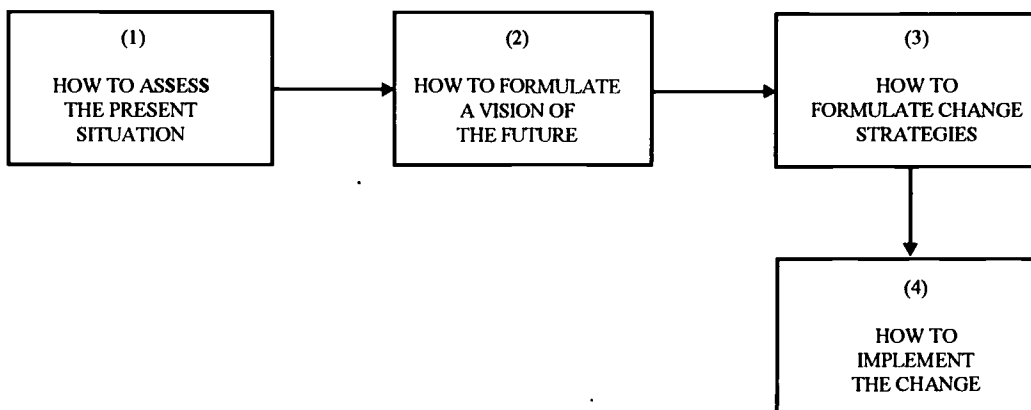 (1)
HOW TO ASSESS
THE PRESENT
SITUATION
(2)
HOW TO FORMULATE
A VISION OF
THE FUTURE
(3)
HOW TO
FORMULATE CHANGE
STRATEGIES
(4)
HOW TO
IMPLEMENT
THE CHANGE